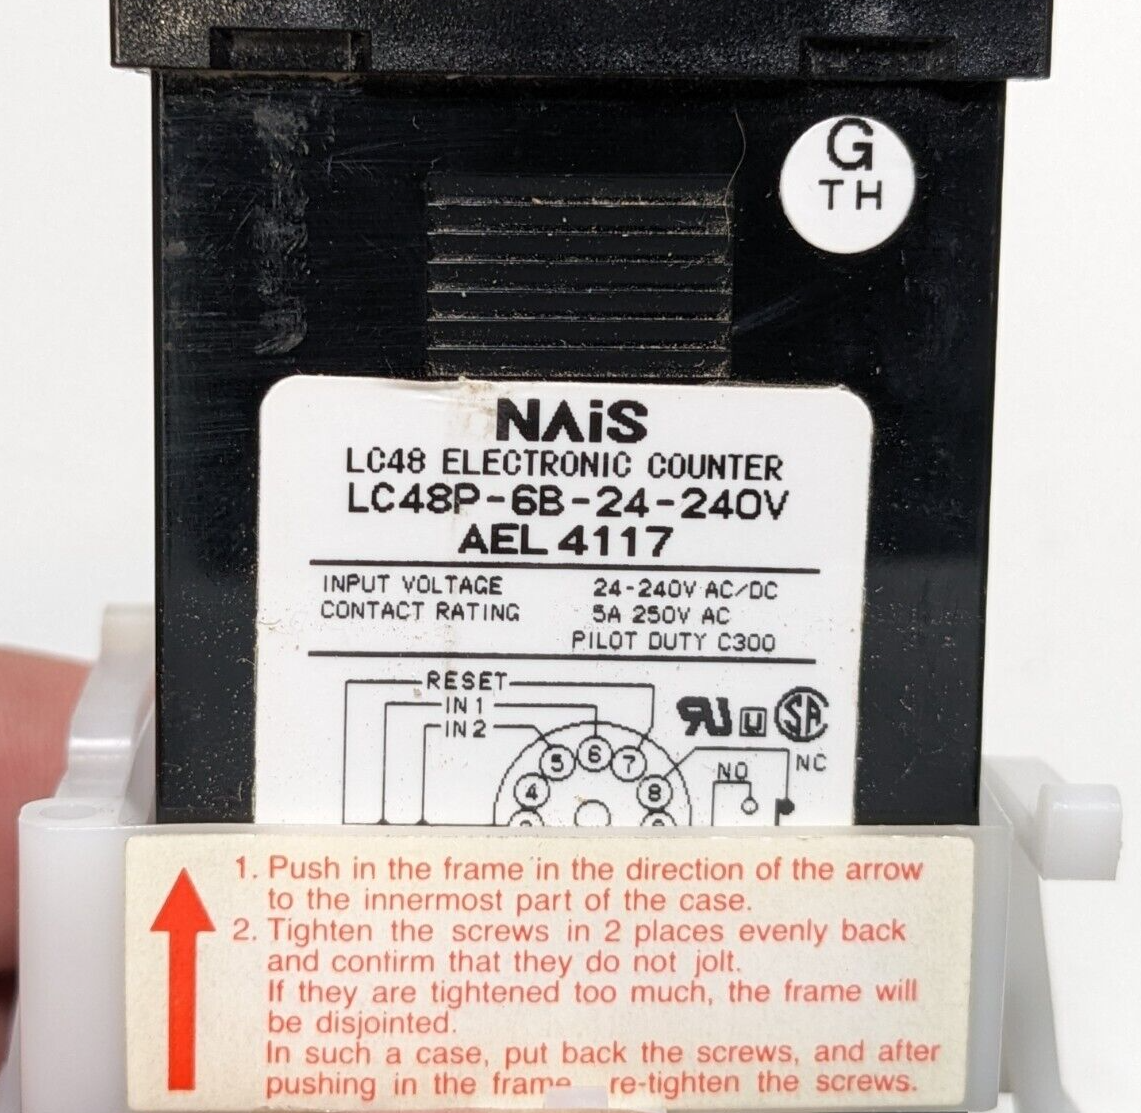 G
TH
NAiS
LC48 ELECTRONIC COUNTER
LC48P-6B-24-240V
AEL 4117
INPUT VOLTAGE 24-240V AC/DC
CONTACT RATING 5A 250V AC
PILOT DUTY C300
RESET
IN 1
IN 2
5 6 7
4 8
NO NC
1. Push in the frame in the direction of the arrow
to the innermost part of the case.
2. Tighten the screws in 2 places evenly back
and confirm that they do not jolt.
If they are tightened too much, the frame will
be disjointed.
In such a case, put back the screws, and after
pushing in the frame re-tighten the screws.